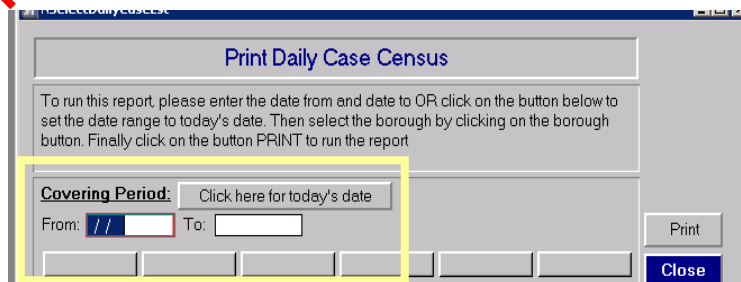 Print Daily Case Census
To run this report, please enter the date from and date to OR click on the button below to
set the date range to today's date. Then select the borough by clicking on the borough
button. Finally click on the button PRINT to run the report
Covering Period: Click here for today's date
From: / / To:
Print
Close